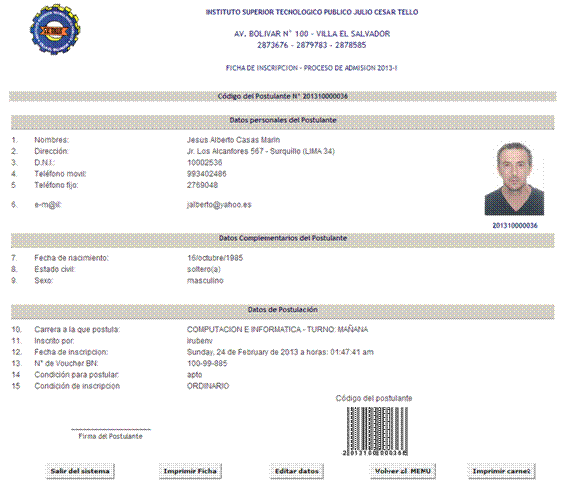 INSTITUTO SUPERIOR TECNOLOGICO PUBLICO JULIO CESAR TELLO
AV. BOLIVAR N° 100 - VILLA EL SALVADOR
2873676 - 2879783 - 2878585
FICHA DE INSCRIPCION - PROCESO DE ADMISION 2013-I
Código del Postulante N° 201310000036
Datos personales del Postulante
1. Nombres: Jesus Alberto Casas Marin
2. Dirección: Jr. Los Alcanfores 567 - Surquillo (LIMA 34)
3. D.N.I.: 10002536
4. Teléfono movil: 993402486
5 Teléfono fijo: 2769048
6. e-m@il: jalberto@yahoo.es
201310000036
Datos Complementarios del Postulante
7. Fecha de nacimiento: 16/octubre/1985
8. Estado civil: soltero(a)
9. Sexo: masculino
Datos de Postulación
10. Carrera a la que postula: COMPUTACION E INFORMATICA - TURNO: MAÑANA
11. Inscrito por: irubenv
12. Fecha de inscripcion: Sunday, 24 de February de 2013 a horas: 01:47:41 am
13. N° de Voucher BN: 100-99-885
14 Condición para postular: apto
15 Condición de inscripcion ORDINARIO
Código del postulante
Firma del Postulante
Salir del sistema Imprimir Ficha Editar datos Volver al MENU Imprimir carnet